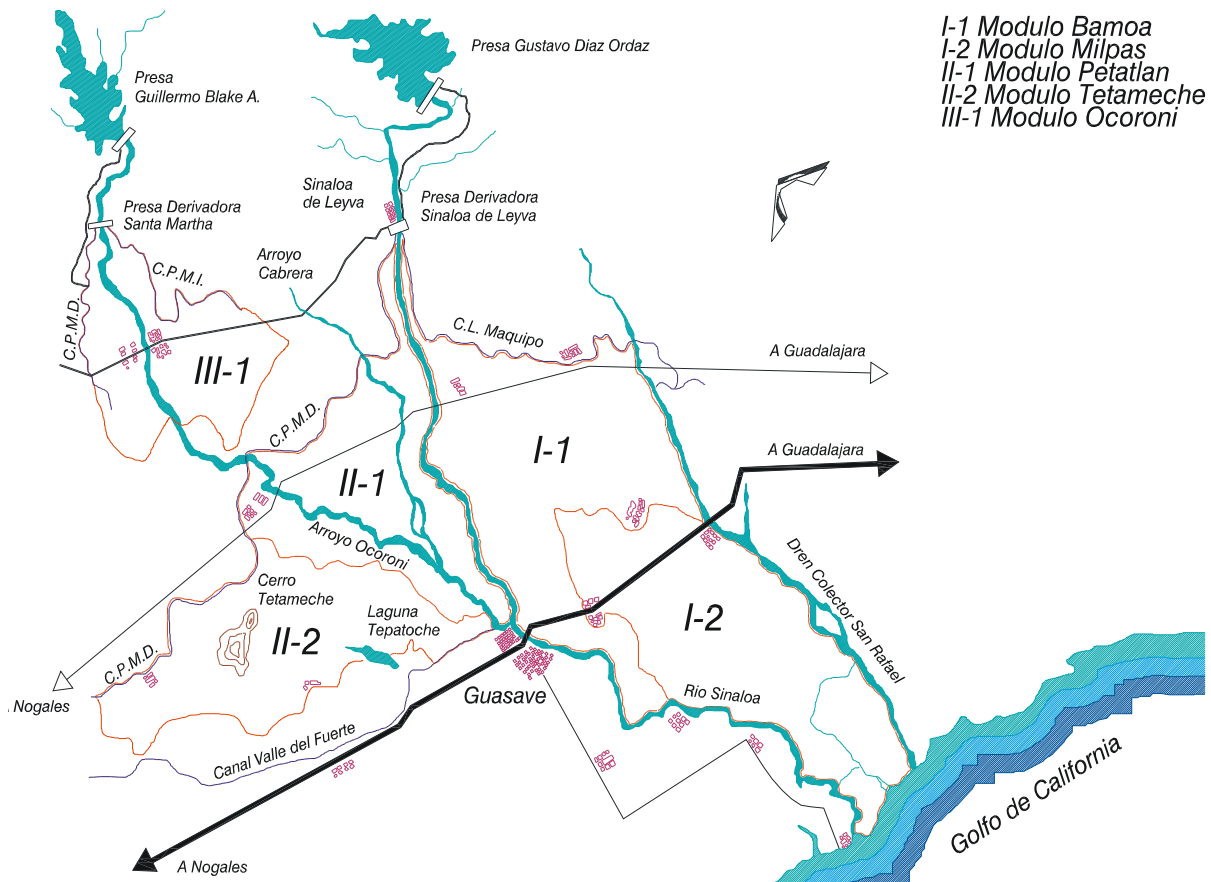 I-1 Modulo Bamoa
I-2 Modulo Milpas
II-1 Modulo Petatlan
II-2 Modulo Tetameche
III-1 Modulo Ocoroni
Presa Gustavo Diaz Ordaz
Presa
Guillermo Blake A.
Sinaloa
de Leyva
Presa Derivadora
Sinaloa de Leyva
Presa Derivadora
Santa Martha
Arroyo
Cabrera
C.P.M.I.
C.P.M.D.
C.L. Maquipo
A Guadalajara
III-1
C.P.M.D.
I-1
A Guadalajara
II-1
Arroyo Ocoroni
Dren Colector San Rafael
Cerro
Tetameche
Laguna
Tepatoche
II-2
I-2
C.P.M.D.
Nogales
Guasave
Rio Sinaloa
Canal Valle del Fuerte
Golfo de California
A Nogales